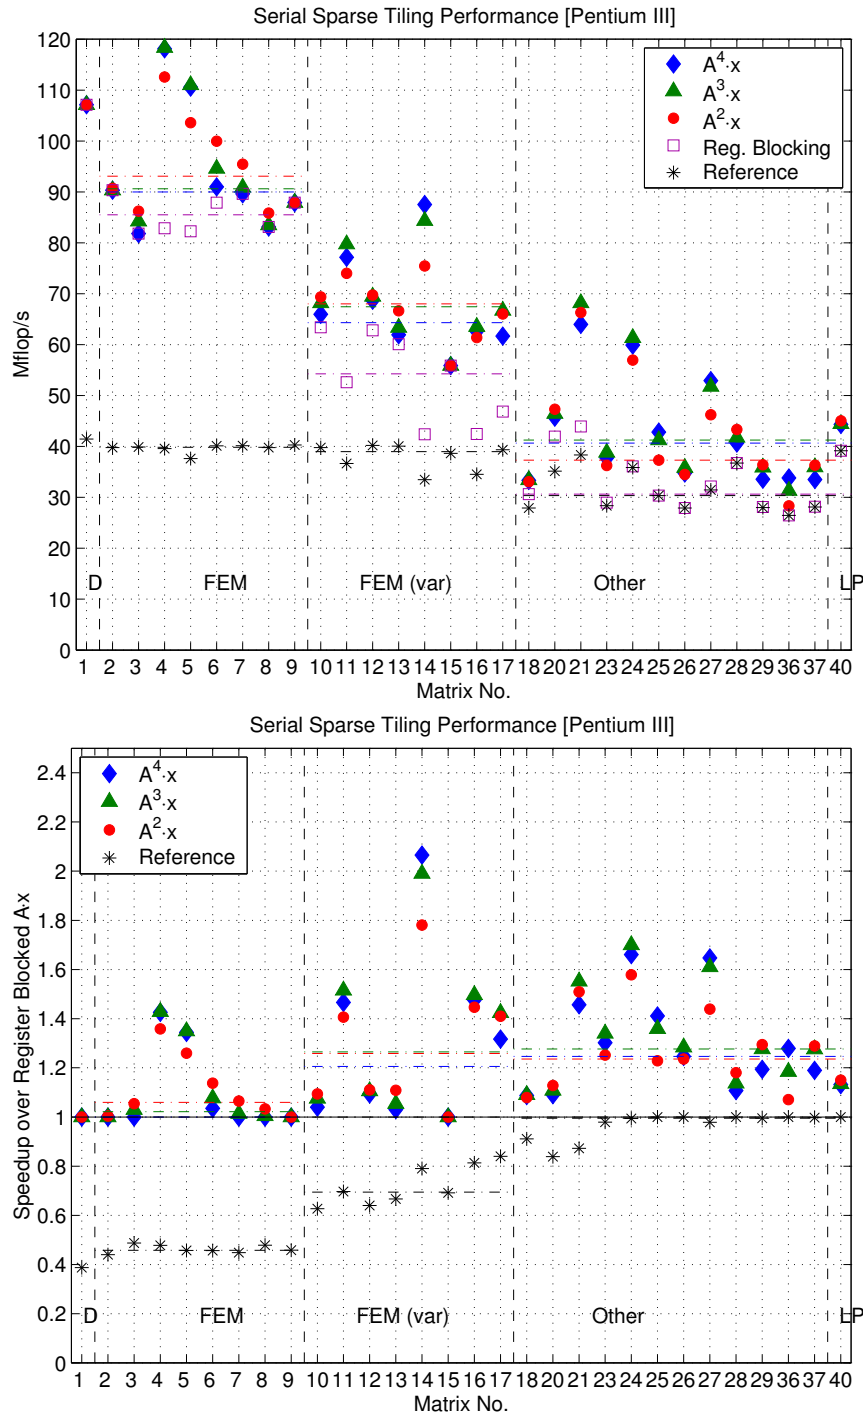 Serial Sparse Tiling Performance [Pentium III]
120
110
100
90
80
70
60
50
40
30
20
10
0
Mflop/s
A⁴·x
A³·x
A²·x
Reg. Blocking
Reference
D FEM FEM (var) Other LP
1 2 3 4 5 6 7 8 9 10 11 12 13 14 15 16 17 18 20 21 23 24 25 26 27 28 29 36 37 40
Matrix No.
Serial Sparse Tiling Performance [Pentium III]
2.4
2.2
2
1.8
1.6
1.4
1.2
1
0.8
0.6
0.4
0.2
0
Speedup over Register Blocked A·x
A⁴·x
A³·x
A²·x
Reference
D FEM FEM (var) Other LP
1 2 3 4 5 6 7 8 9 10 11 12 13 14 15 16 17 18 20 21 23 24 25 26 27 28 29 36 37 40
Matrix No.